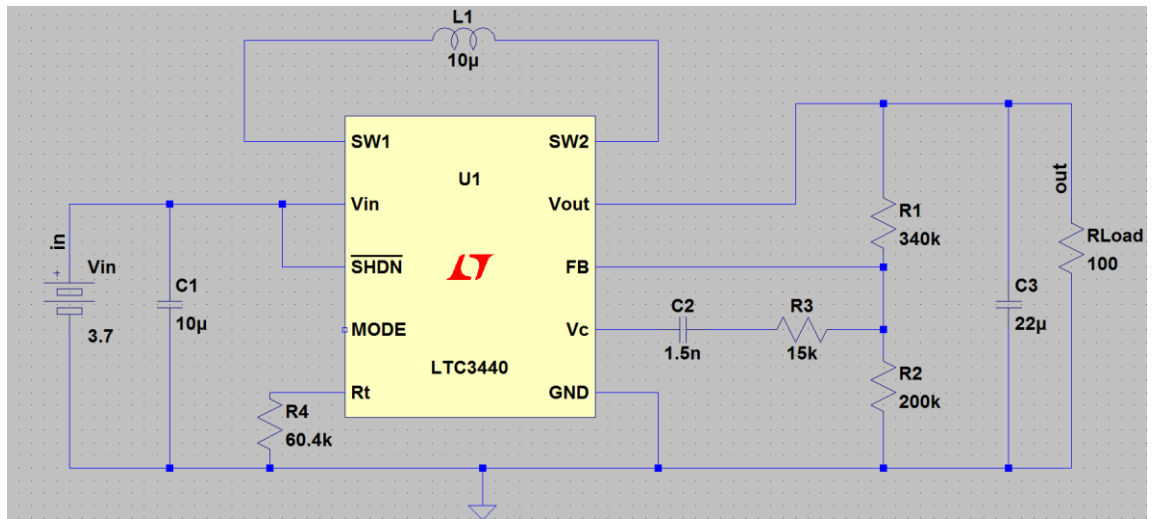 L1
10µ
SW1
SW2
U1
Vin
Vout
in
+
Vin
3.7
C1
10µ
SHDN
FB
MODE
Vc
LTC3440
Rt
GND
R4
60.4k
C2
1.5n
R3
15k
R1
340k
R2
200k
C3
22µ
out
RLoad
100